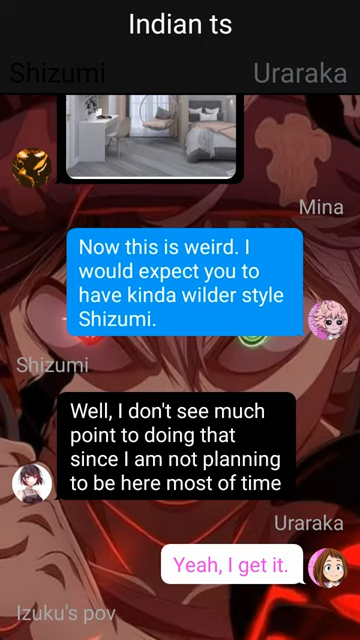 Indian ts
Shizumi
Uraraka
Mina
Now this is weird. I
would expect you to
have kinda wilder style
Shizumi.
Shizumi
Well, I don't see much
point to doing that
since I am not planning
to be here most of time
Uraraka
Yeah, I get it.
Izuku's pov